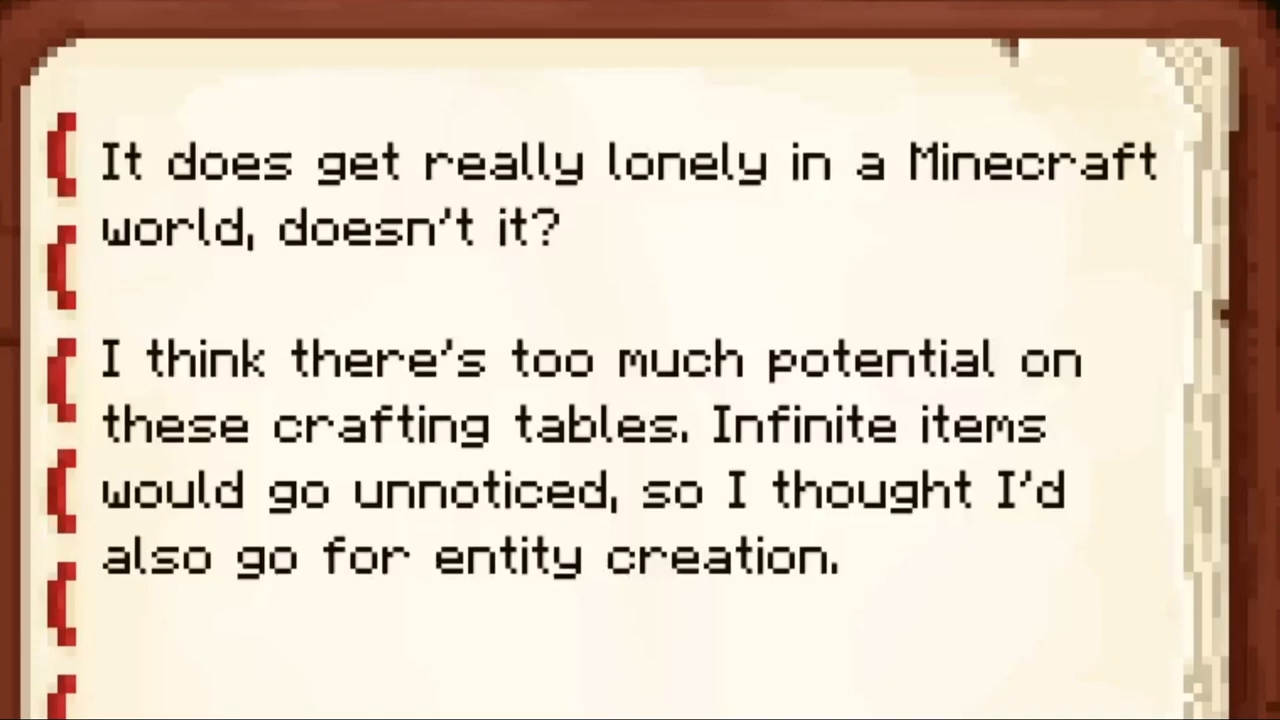 It does get really lonely in a Minecraft
world, doesn't it?
I think there's too much potential on
these crafting tables. Infinite items
would go unnoticed, so I thought I'd
also go for entity creation.